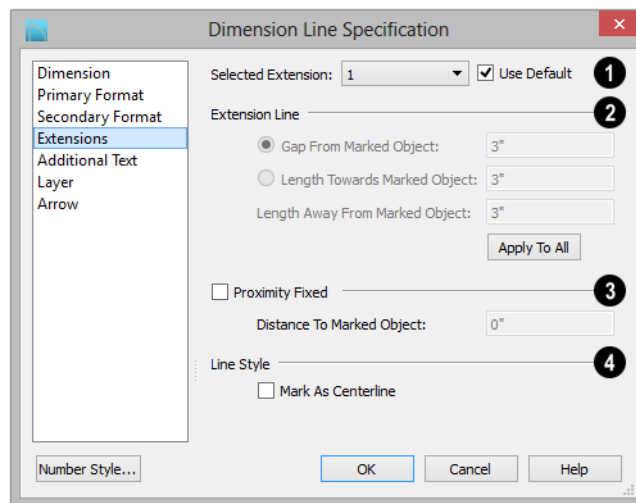 Dimension Line Specification
x
Dimension
Primary Format
Secondary Format
Extensions
Additional Text
Layer
Arrow
Selected Extension: 1 Use Default 1
Extension Line 2
Gap From Marked Object: 3"
Length Towards Marked Object: 3"
Length Away From Marked Object: 3"
Apply To All
Proximity Fixed 3
Distance To Marked Object: 0"
Line Style 4
Mark As Centerline
Number Style... OK Cancel Help